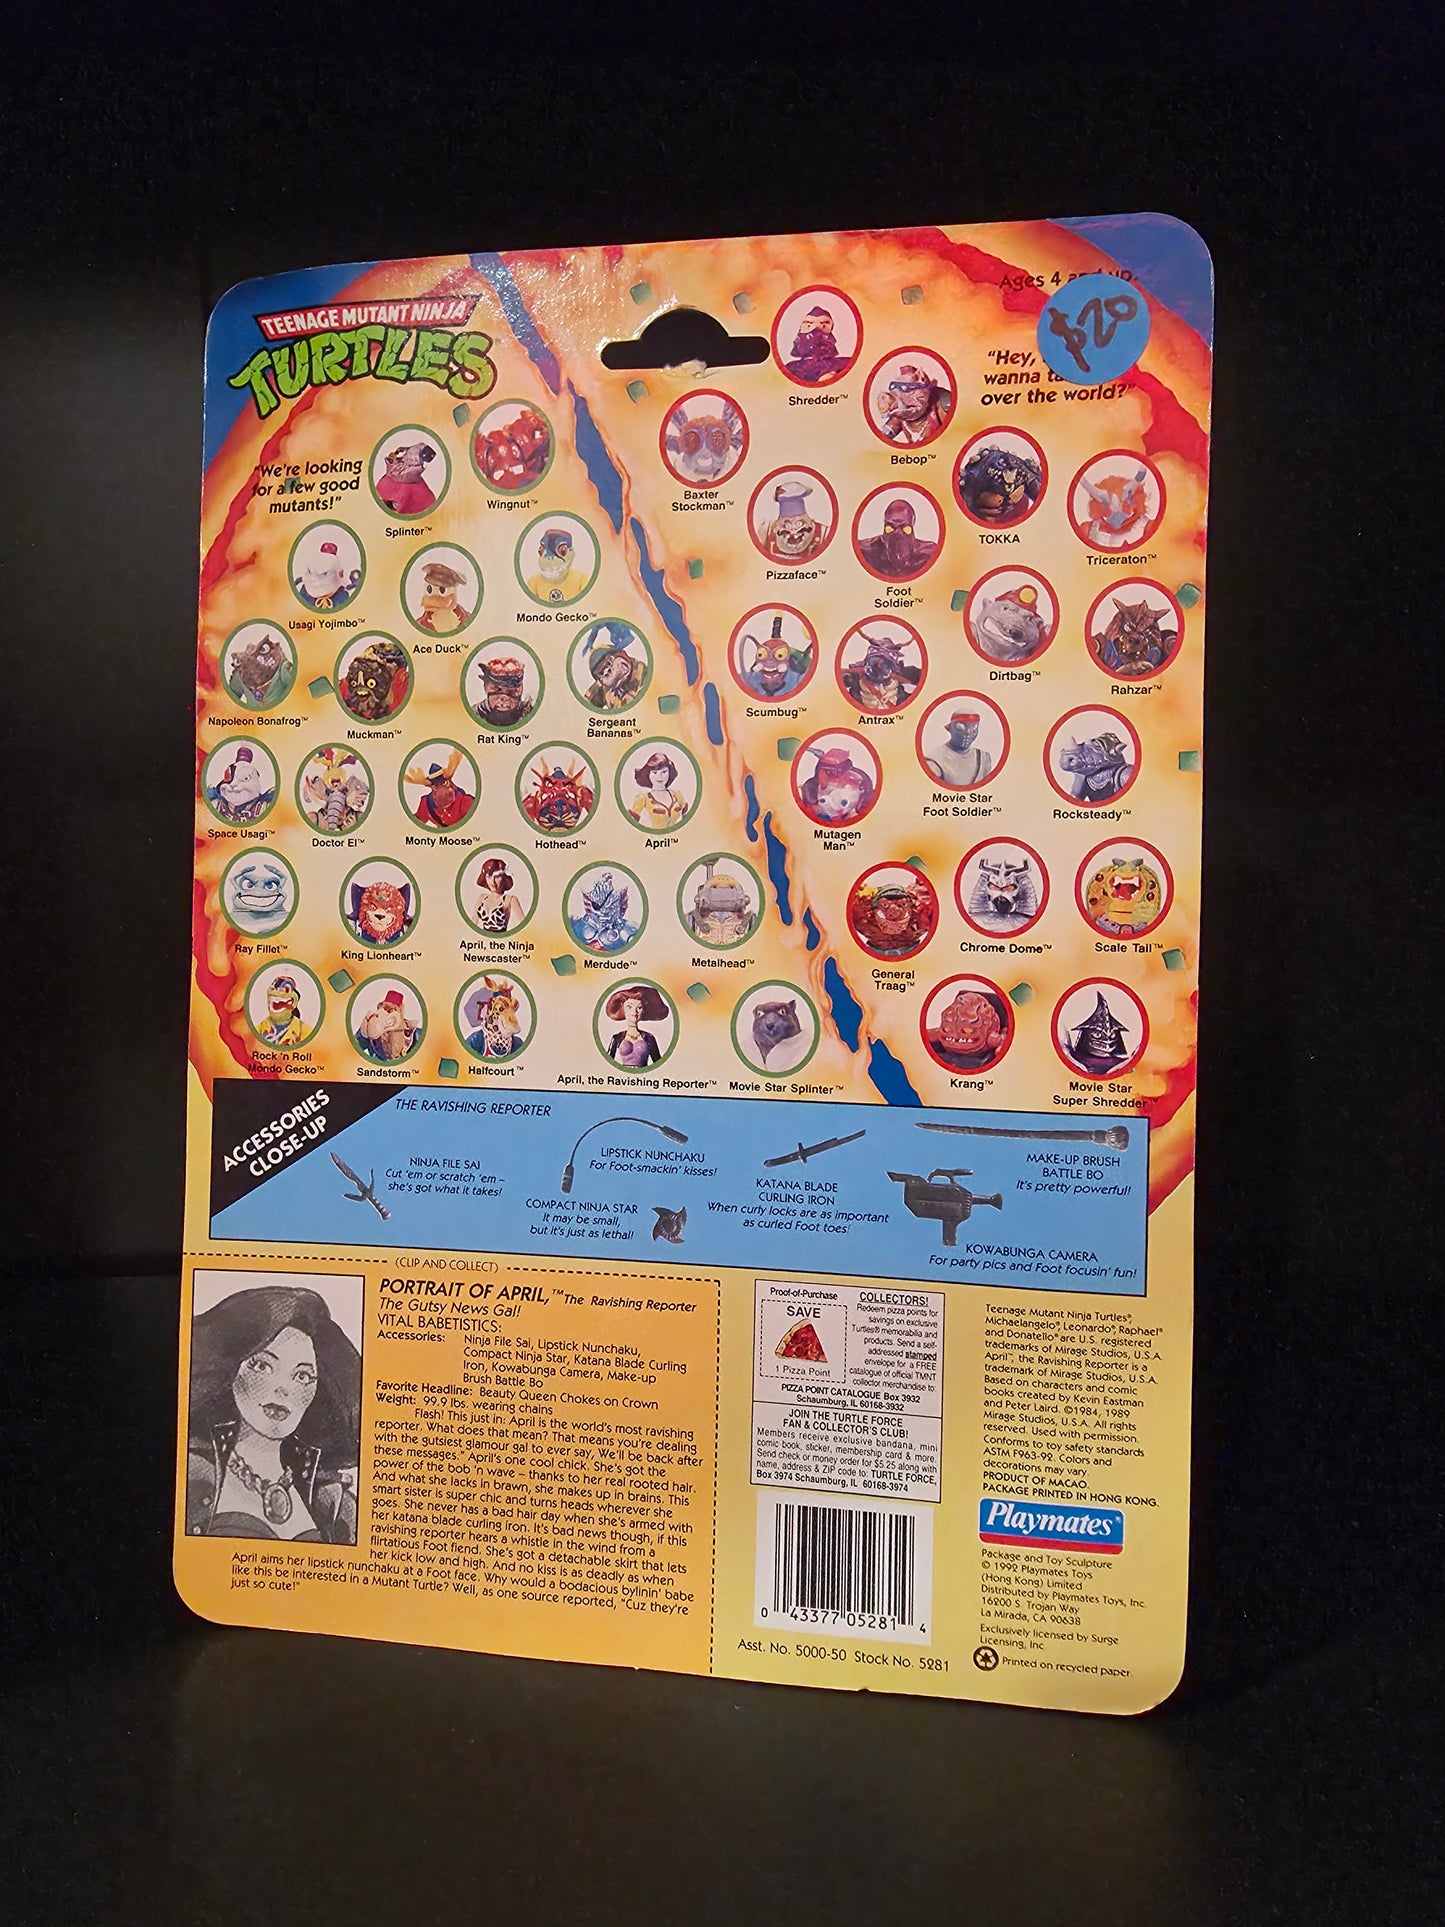 TEENAGE MUTANT NINJA
TURTLES
Ages 4 and up.
$20
"Hey,
wanna
over the world?"
"We're looking
for a few good
mutants!"
Shredder™
Bebop™
Wingnut™
Splinter™
Baxter
Stockman™
TOKKA
Triceraton™
Pizzaface™
Foot
Soldier™
Usagi Yojimbo™
Ace Duck™
Mondo Gecko™
Dirtbag™
Rahzar™
Scumbug™
Antrax™
Napoleon Bonafrog™
Muckman™
Rat King™
Sergeant
Bananas™
Movie Star
Foot Soldier™
Rocksteady™
Mutagen
Man™
Space Usagi™
Doctor El™
Monty Moose™
Hothead™
April™
Ray Fillet™
King Lionheart™
April, the Ninja
Newscaster™
Merdude™
Metalhead™
General
Traag™
Chrome Dome™
Scale Tail™
Rock 'n Roll
Mondo Gecko™
Sandstorm™
Halfcourt™
April, the Ravishing Reporter™
Movie Star Splinter™
Krang™
Movie Star
Super Shredder™
ACCESSORIES
CLOSE-UP
THE RAVISHING REPORTER
NINJA FILE SAI
Cut 'em or scratch 'em –
she's got what it takes!
LIPSTICK NUNCHAKU
For Foot-smackin' kisses!
COMPACT NINJA STAR
It may be small,
but it's just as lethal!
KATANA BLADE
CURLING IRON
When curly locks are as important
as curled Foot toes!
MAKE-UP BRUSH
BATTLE BO
It's pretty powerful!
KOWABUNGA CAMERA
For party pics and Foot focusin' fun!
(CLIP AND COLLECT)
PORTRAIT OF APRIL,™ The Ravishing Reporter
The Gutsy News Gal!
VITAL BABETISTICS:
Accessories: Ninja File Sai, Lipstick Nunchaku,
Compact Ninja Star, Katana Blade Curling
Iron, Kowabunga Camera, Make-up
Brush Battle Bo
Favorite Headline: Beauty Queen Chokes on Crown
Weight: 99.9 lbs. wearing chains
Flash! This just in: April is the world's most ravishing
reporter. What does that mean? That means you're dealing
with the gutsiest glamour gal to ever say, We'll be back after
these messages." April's one cool chick. She's got the
power of the bob 'n wave – thanks to her real rooted hair.
And what she lacks in brawn, she makes up in brains. This
smart sister is super chic and turns heads wherever she
goes. She never has a bad hair day when she's armed with
her katana blade curling iron. It's bad news though, if this
ravishing reporter hears a whistle in the wind from a
flirtatious Foot fiend. She's got a detachable skirt that lets
her kick low and high. And no kiss is as deadly as when
April aims her lipstick nunchaku at a Foot face. Why would a bodacious bylinin' babe
like this be interested in a Mutant Turtle? Well, as one source reported, "Cuz they're
just so cute!"
Proof-of-Purchase
SAVE
1 Pizza Point
COLLECTORS!
Redeem pizza points for
savings on exclusive
Turtles® memorabilia and
products. Send a self-
addressed stamped
envelope for a FREE
catalogue of official TMNT
collector merchandise to:
PIZZA POINT CATALOGUE Box 3932
Schaumburg, IL 60168-3932
JOIN THE TURTLE FORCE
FAN & COLLECTOR'S CLUB!
Members receive exclusive bandana, mini
comic book, sticker, membership card & more.
Send check or money order for $5.25 along with
name, address & ZIP code to: TURTLE FORCE,
Box 3974 Schaumburg, IL 60168-3974
0 43377 05281 4
Asst. No. 5000-50 Stock No. 5281
Teenage Mutant Ninja Turtles®,
Michaelangelo®, Leonardo®, Raphael®
and Donatello® are U.S. registered
trademarks of Mirage Studios, U.S.A.
April™, the Ravishing Reporter is a
trademark of Mirage Studios, U.S.A.
Based on characters and comic
books created by Kevin Eastman
and Peter Laird. ©1984, 1989
Mirage Studios, U.S.A. All rights
reserved. Used with permission.
Conforms to toy safety standards
ASTM F963-92. Colors and
decorations may vary.
PRODUCT OF MACAO.
PACKAGE PRINTED IN HONG KONG.
Playmates®
Package and Toy Sculpture
© 1992 Playmates Toys
(Hong Kong) Limited
Distributed by Playmates Toys, Inc.
16200 S. Trojan Way
La Mirada, CA 90638
Exclusively licensed by Surge
Licensing, Inc.
Printed on recycled paper.